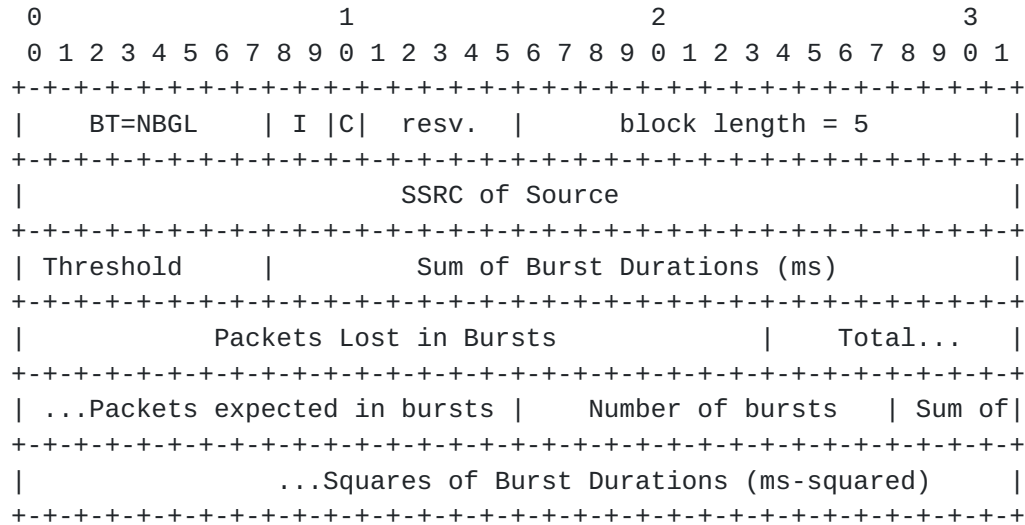 0                   1                   2                   3
 0 1 2 3 4 5 6 7 8 9 0 1 2 3 4 5 6 7 8 9 0 1 2 3 4 5 6 7 8 9 0 1
+-+-+-+-+-+-+-+-+-+-+-+-+-+-+-+-+-+-+-+-+-+-+-+-+-+-+-+-+-+-+-+-+
|    BT=NBGL    | I |C|  resv.  |      block length = 5         |
+-+-+-+-+-+-+-+-+-+-+-+-+-+-+-+-+-+-+-+-+-+-+-+-+-+-+-+-+-+-+-+-+
|                        SSRC of Source                         |
+-+-+-+-+-+-+-+-+-+-+-+-+-+-+-+-+-+-+-+-+-+-+-+-+-+-+-+-+-+-+-+-+
| Threshold     |         Sum of Burst Durations (ms)           |
+-+-+-+-+-+-+-+-+-+-+-+-+-+-+-+-+-+-+-+-+-+-+-+-+-+-+-+-+-+-+-+-+
|            Packets Lost in Bursts             |    Total...   |
+-+-+-+-+-+-+-+-+-+-+-+-+-+-+-+-+-+-+-+-+-+-+-+-+-+-+-+-+-+-+-+-+
| ...Packets expected in bursts |    Number of bursts   | Sum of|
+-+-+-+-+-+-+-+-+-+-+-+-+-+-+-+-+-+-+-+-+-+-+-+-+-+-+-+-+-+-+-+-+
|                ...Squares of Burst Durations (ms-squared)     |
+-+-+-+-+-+-+-+-+-+-+-+-+-+-+-+-+-+-+-+-+-+-+-+-+-+-+-+-+-+-+-+-+